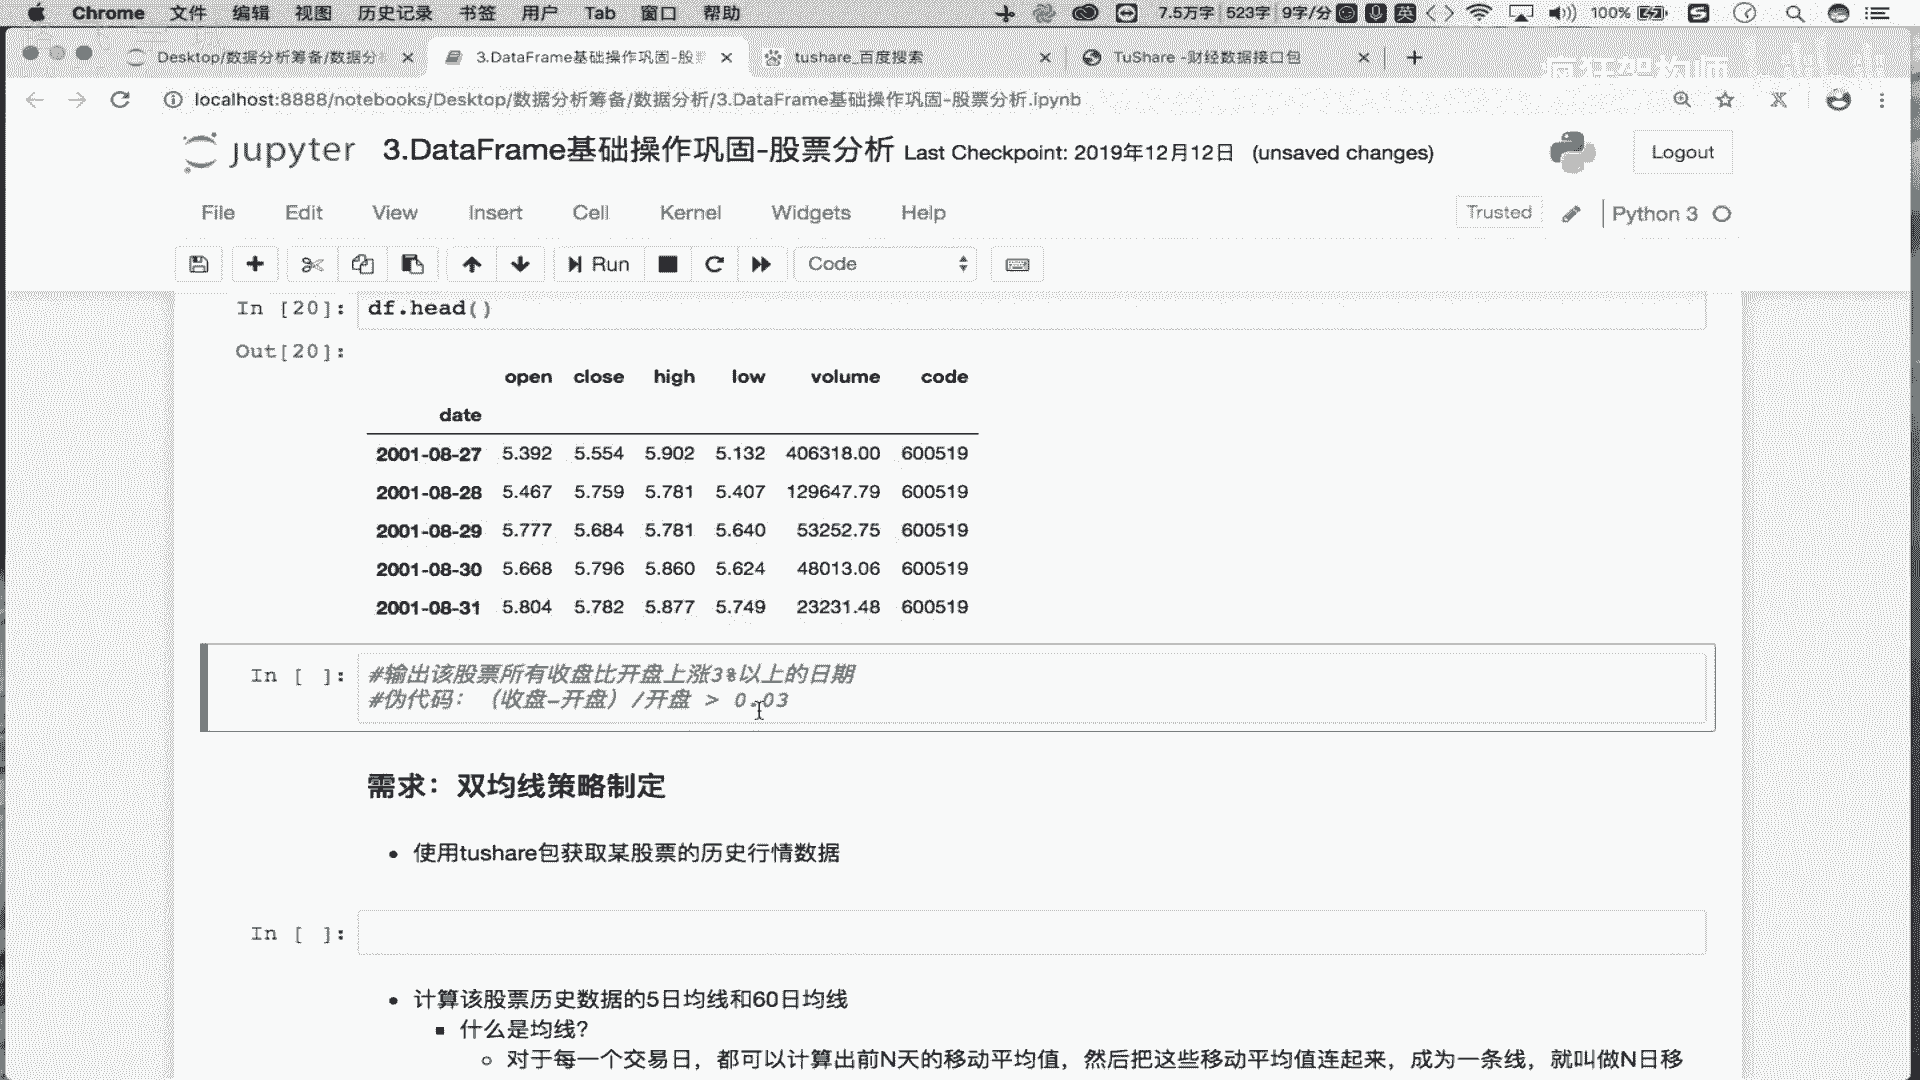 Chrome 文件 编辑 视图 历史记录 书签 用户 Tab 窗口 帮助 7.5万字 523字 9字/分 英 100%
Desktop/数据分析筹备/数据分 3.DataFrame基础操作巩固-股 tushare_百度搜索 TuShare -财经数据接口包
疯狂架构师
localhost:8888/notebooks/Desktop/数据分析筹备/数据分析/3.DataFrame基础操作巩固-股票分析.ipynb
jupyter 3.DataFrame基础操作巩固-股票分析 Last Checkpoint: 2019年12月12日 (unsaved changes) Logout
File Edit View Insert Cell Kernel Widgets Help Trusted Python 3
Run Code
In [20]: df.head()
Out[20]:
open close high low volume code
date
2001-08-27 5.392 5.554 5.902 5.132 406318.00 600519
2001-08-28 5.467 5.759 5.781 5.407 129647.79 600519
2001-08-29 5.777 5.684 5.781 5.640 53252.75 600519
2001-08-30 5.668 5.796 5.860 5.624 48013.06 600519
2001-08-31 5.804 5.782 5.877 5.749 23231.48 600519
In [ ]: #输出该股票所有收盘比开盘上涨3%以上的日期
#伪代码：（收盘-开盘）/开盘 > 0.03
需求：双均线策略制定
• 使用tushare包获取某股票的历史行情数据
In [ ]:
• 计算该股票历史数据的5日均线和60日均线
▪ 什么是均线？
○ 对于每一个交易日，都可以计算出前N天的移动平均值，然后把这些移动平均值连起来，成为一条线，就叫做N日移